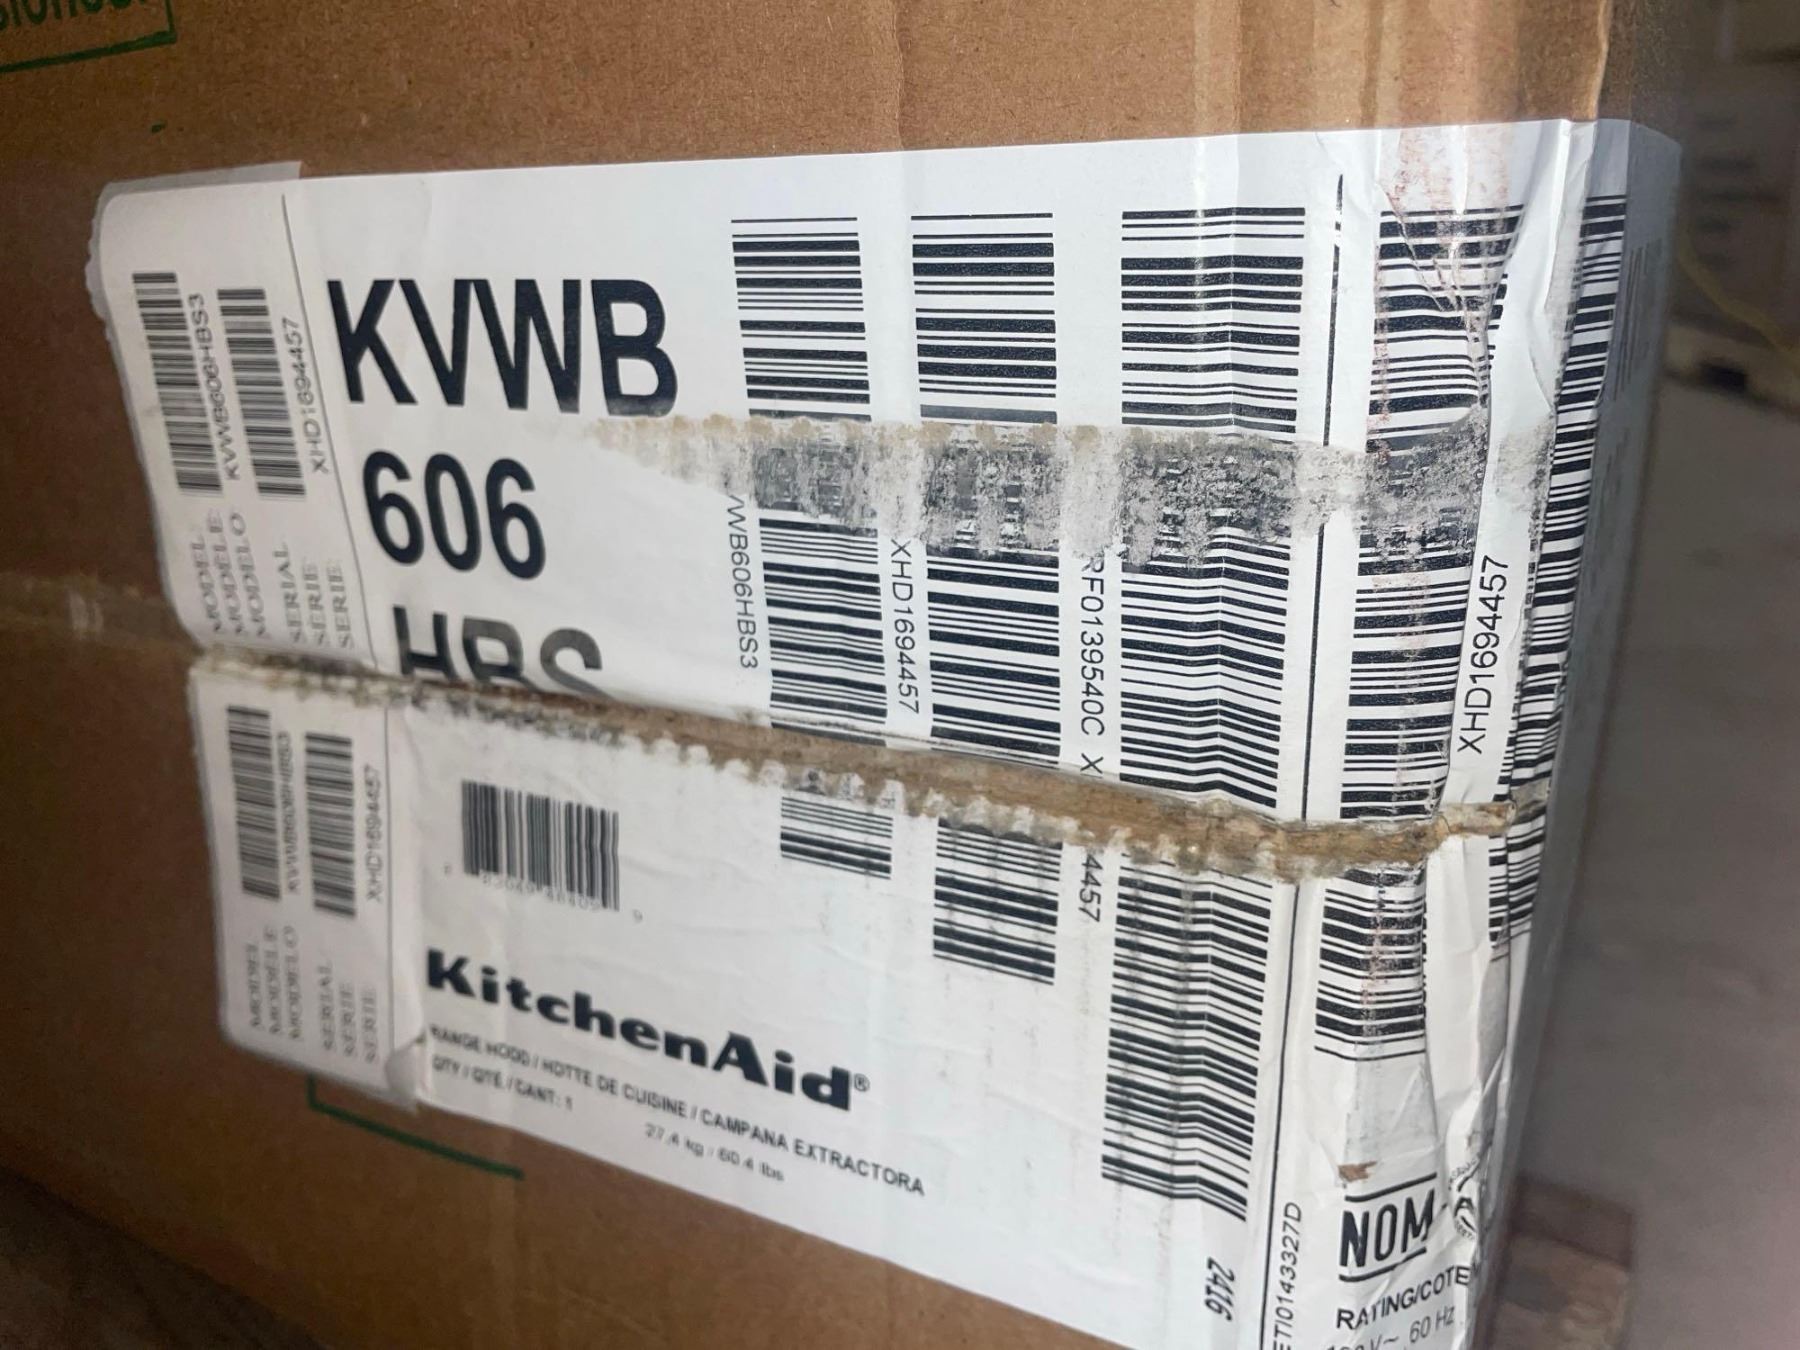 MODEL
MODÈLE KVWB606HBS3
MODELO
SERIAL
SÉRIE XHD1694457
SERIE
KVWB
606
HBS
WB606HBS3
XHD1694457
RF0139540C
4457
XHD1694457
MODEL
MODÈLE KVWB606HBS3
MODELO
SERIAL
SÉRIE XHD1694457
SERIE
KitchenAid®
RANGE HOOD / HOTTE DE CUISINE / CAMPANA EXTRACTORA
QTY / QTÉ / CANT: 1
27,4 kg / 60.4 lbs
2416
ETI0143327D
NOM
60 Hz